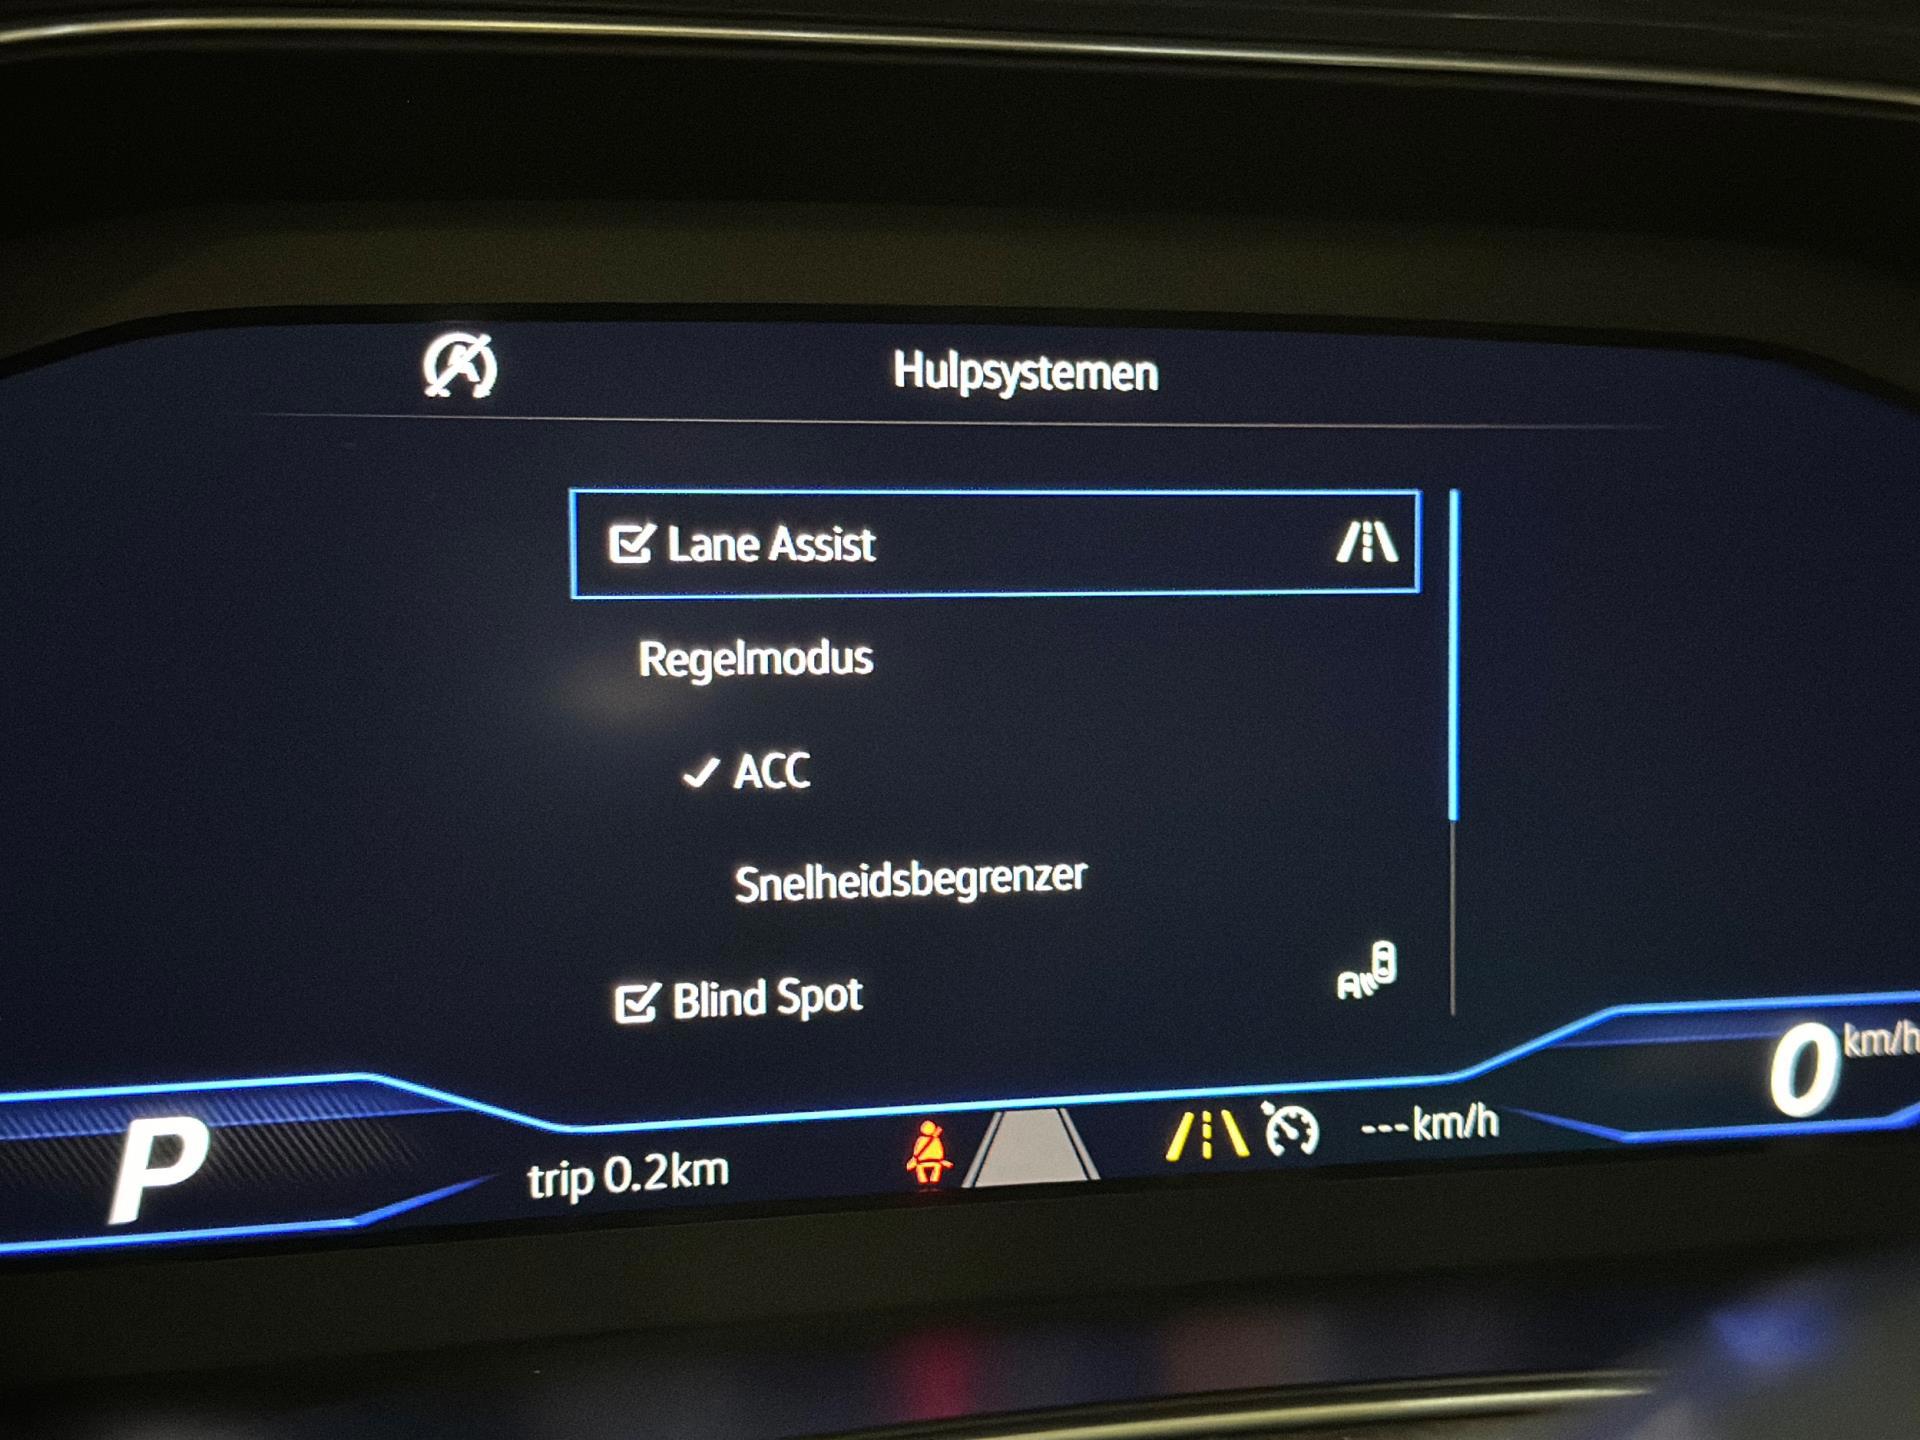 Hulpsystemen
Lane Assist
Regelmodus
ACC
Snelheidsbegrenzer
Blind Spot
P
trip 0.2km
---km/h
0 km/h